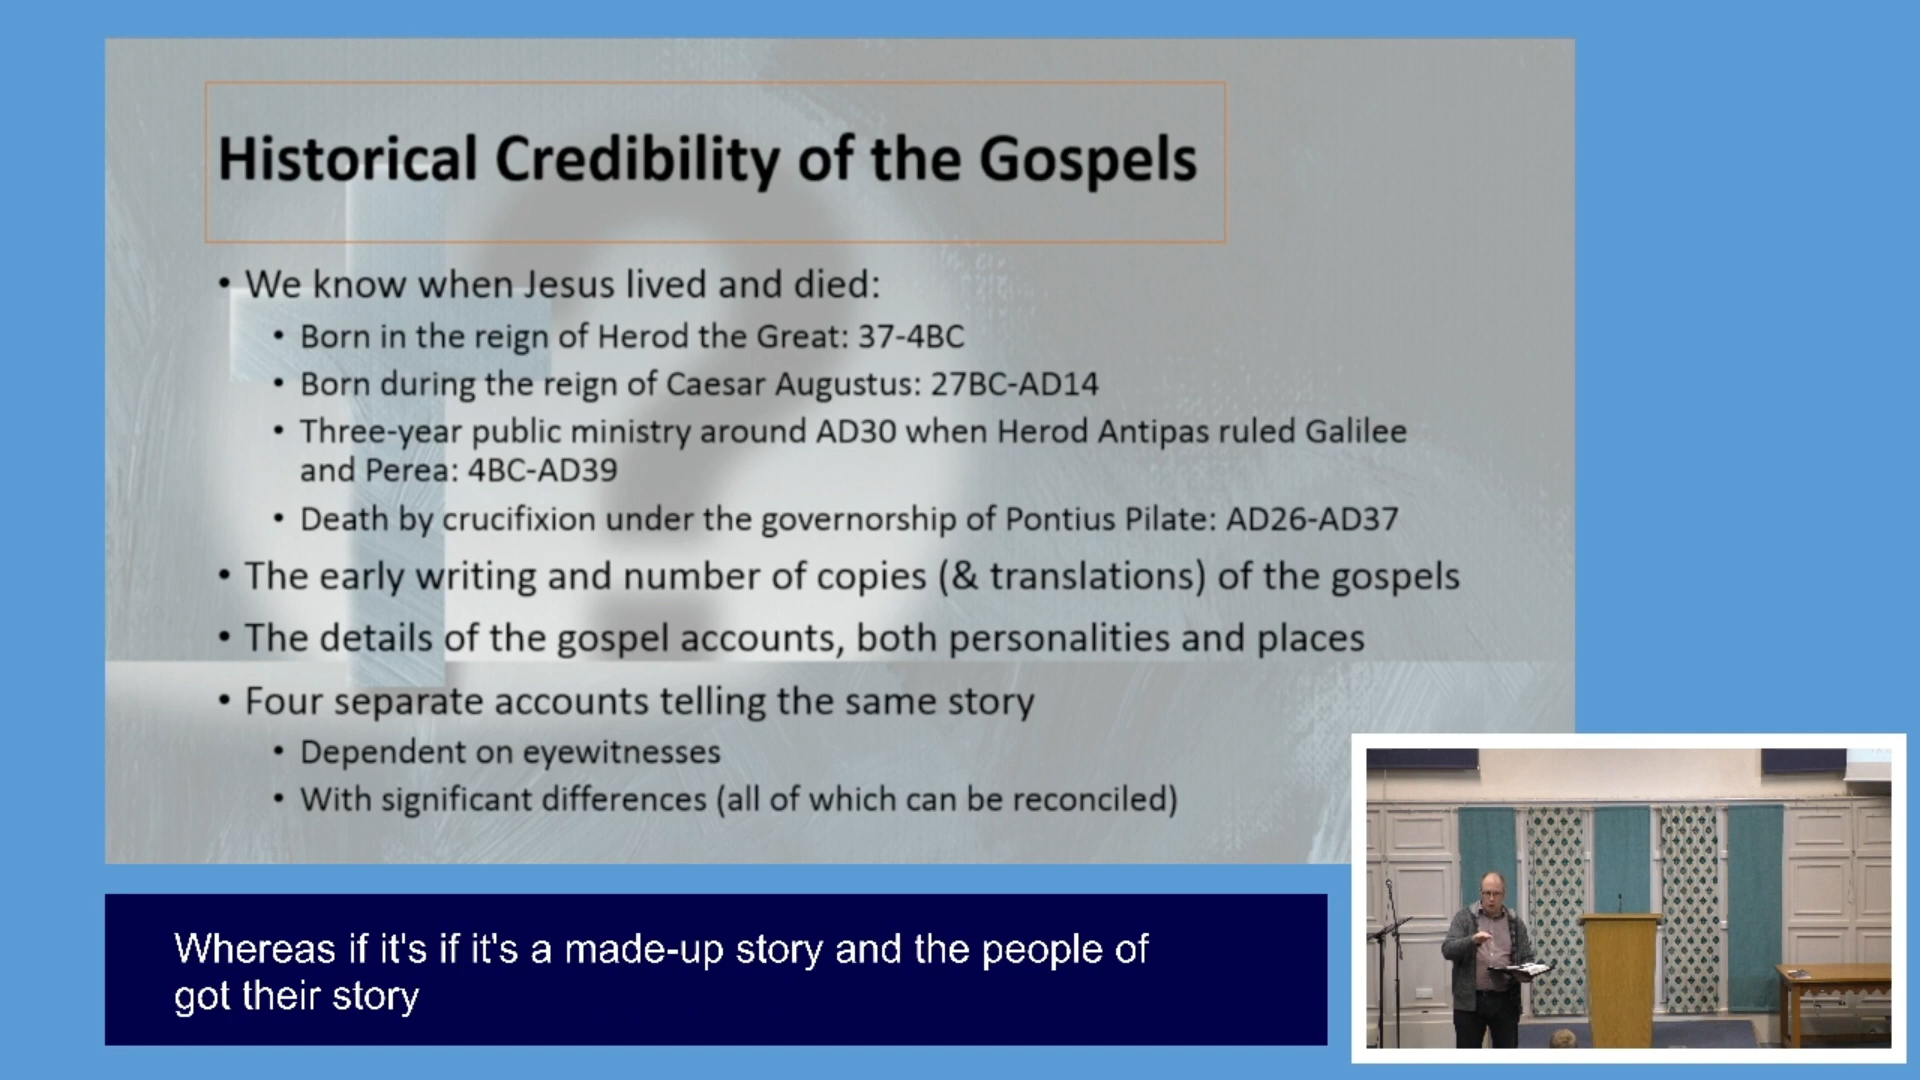 Historical Credibility of the Gospels
• We know when Jesus lived and died:
• Born in the reign of Herod the Great: 37-4BC
• Born during the reign of Caesar Augustus: 27BC-AD14
• Three-year public ministry around AD30 when Herod Antipas ruled Galilee
and Perea: 4BC-AD39
• Death by crucifixion under the governorship of Pontius Pilate: AD26-AD37
• The early writing and number of copies (& translations) of the gospels
• The details of the gospel accounts, both personalities and places
• Four separate accounts telling the same story
• Dependent on eyewitnesses
• With significant differences (all of which can be reconciled)
Whereas if it's if it's a made-up story and the people of
got their story